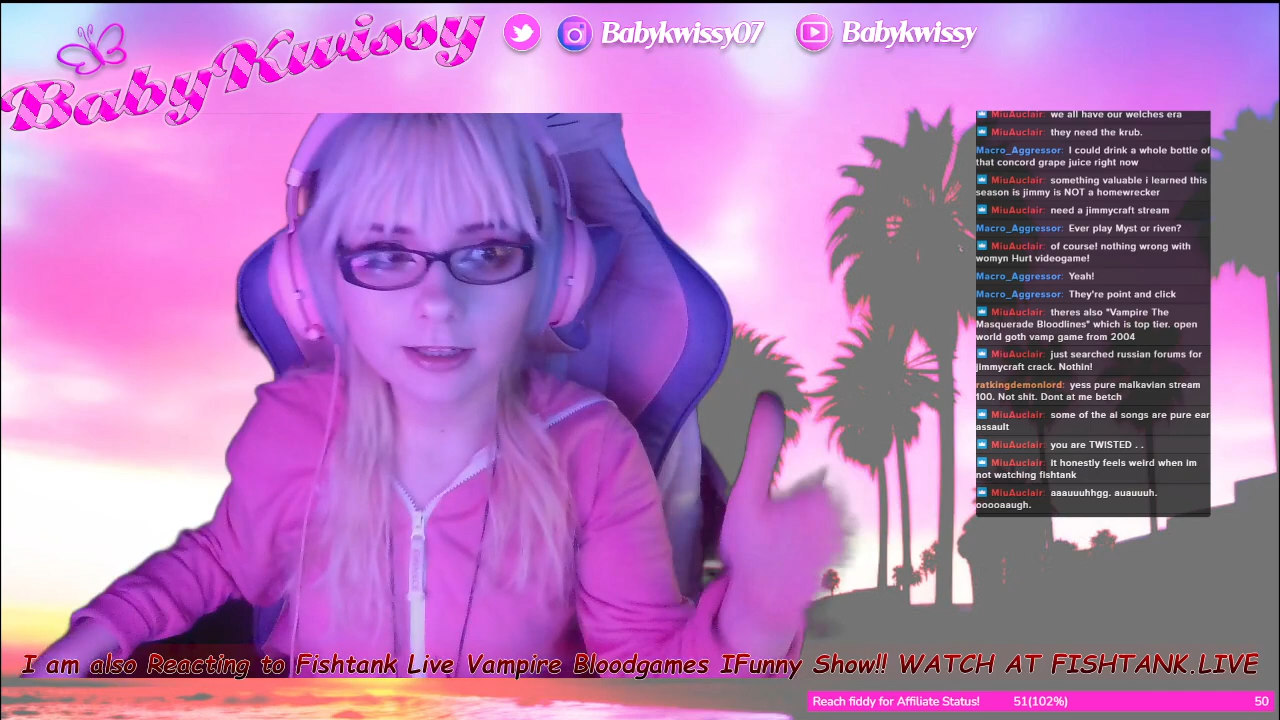 BabyKwissy
Babykwissy07
Babykwissy
MiuAuclair: we all have our welches era
MiuAuclair: they need the krub.
Macro_Aggressor: I could drink a whole bottle of
that concord grape juice right now
MiuAuclair: something valuable i learned this
season is jimmy is NOT a homewrecker
MiuAuclair: need a jimmycraft stream
Macro_Aggressor: Ever play Myst or riven?
MiuAuclair: of course! nothing wrong with
womyn Hurt videogame!
Macro_Aggressor: Yeah!
Macro_Aggressor: They're point and click
MiuAuclair: theres also "Vampire The
Masquerade Bloodlines" which is top tier. open
world goth vamp game from 2004
MiuAuclair: just searched russian forums for
jimmycraft crack. Nothin!
ratkingdemonlord: yess pure malkavian stream
100. Not shit. Dont at me betch
MiuAuclair: some of the ai songs are pure ear
assault
MiuAuclair: you are TWISTED . .
MiuAuclair: it honestly feels weird when im
not watching fishtank
MiuAuclair: aaauuuhhgg. auauuuh.
ooooaaugh.
I am also Reacting to Fishtank Live Vampire Bloodgames IFunny Show!! WATCH AT FISHTANK.LIVE
Reach fiddy for Affiliate Status! 51(102%) 50